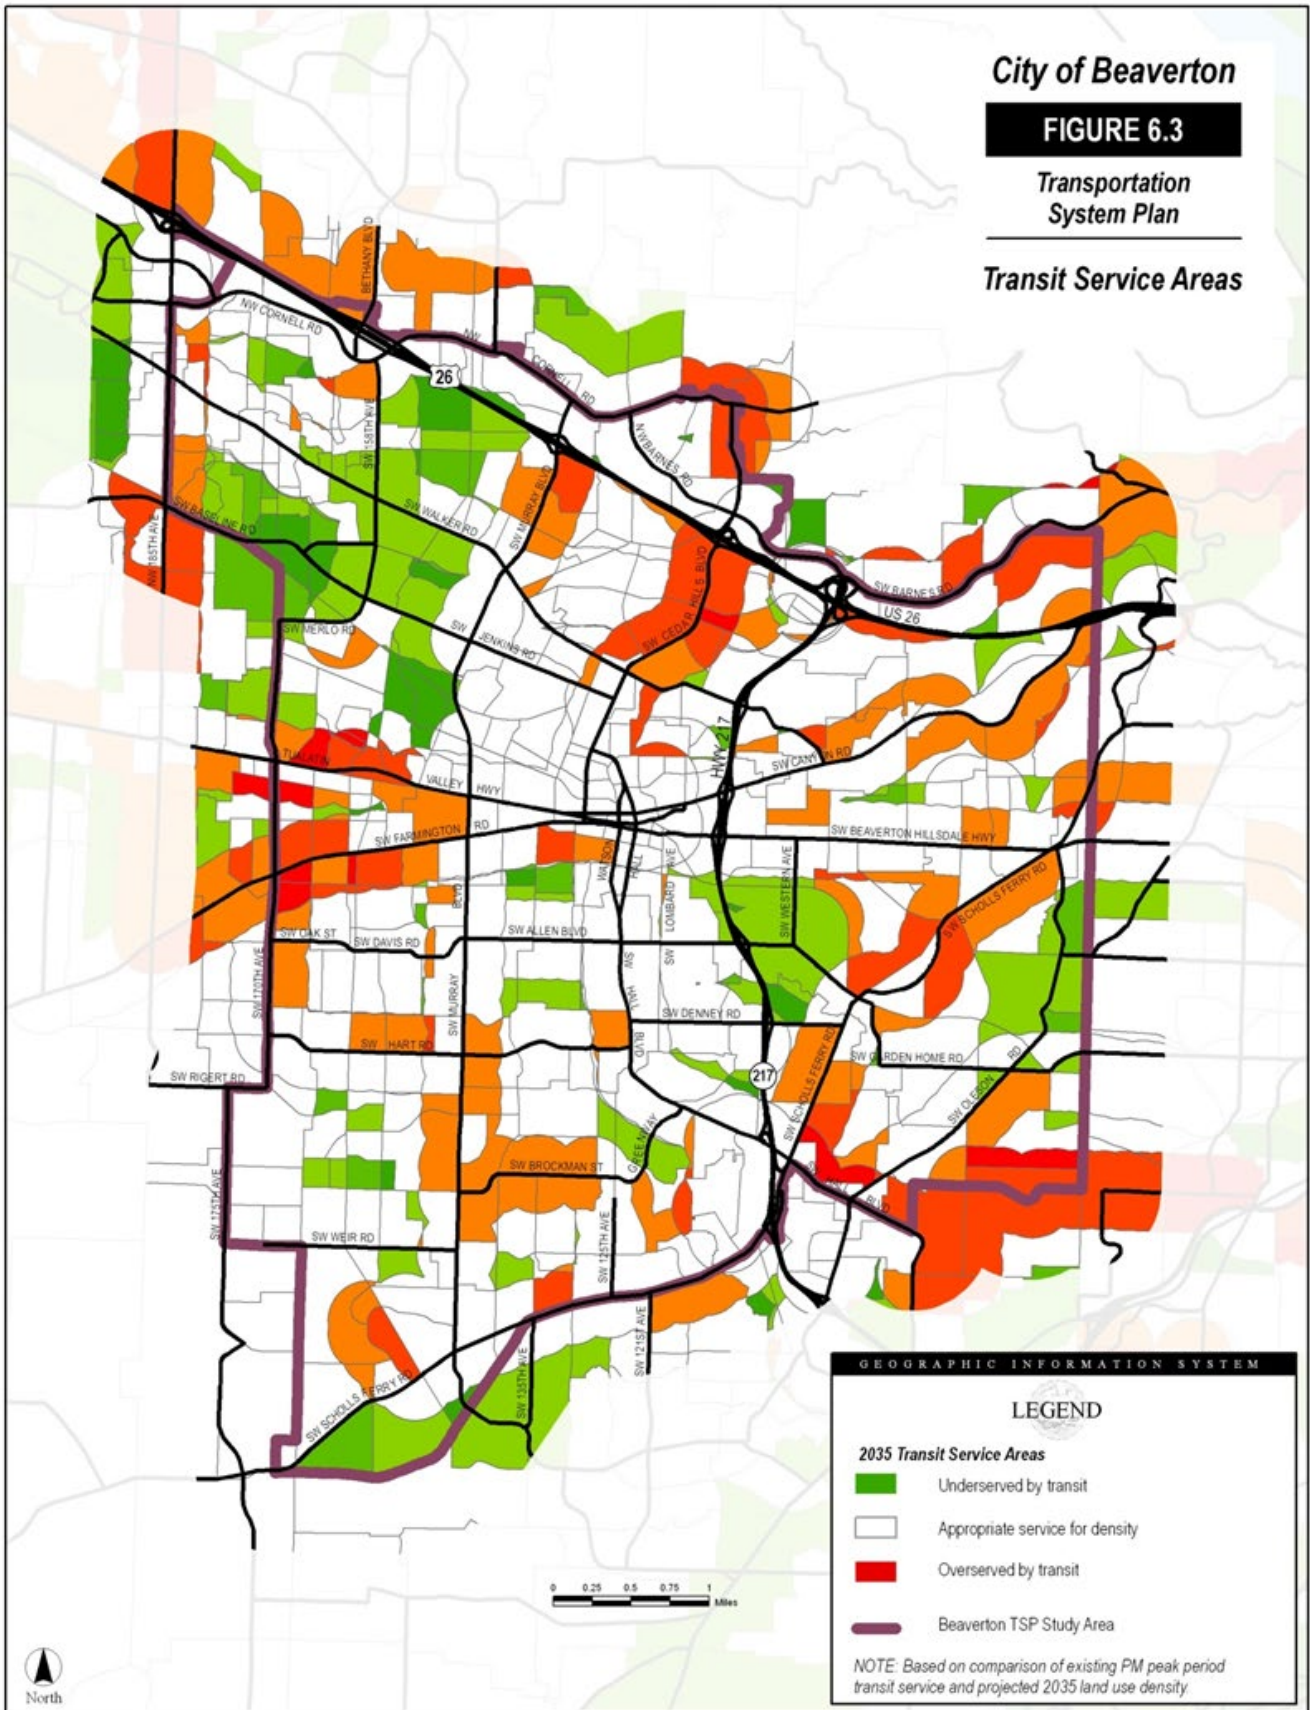 City of Beaverton
FIGURE 6.3
Transportation
System Plan
Transit Service Areas
BETHANY BLVD
NW CORNELL RD
NW
CORNELL RD
26
SW 158TH AVE
NW BARNES RD
SW MURRAY BLVD
SW WALKER RD
SW BASELINE RD
NW 185TH AVE
SW CEDAR HILLS BLVD
SW BARNES RD
US 26
SW MERLO RD
SW JENKINS RD
HWY 217
TUALATIN
VALLEY HWY
SW CANYON RD
SW FARMINGTON RD
SW BEAVERTON HILLSDALE HWY
WATSON
HALL
LOMBARD AVE
SW WESTERN AVE
BLVD
SW SCHOLLS FERRY RD
SW OAK ST
SW DAVIS RD
SW ALLEN BLVD
SW
SW
SW 170TH AVE
SW MURRAY
HALL
BLVD
SW DENNEY RD
SW HART RD
SW SCHOLLS FERRY RD
SW GARDEN HOME RD
SW OLESON RD
SW RIGERT RD
217
GREENWAY
SW BROCKMAN ST
SW HALL BLVD
SW 175TH AVE
SW WEIR RD
SW 125TH AVE
SW 121ST AVE
SW 135TH AVE
SW SCHOLLS FERRY RD
GEOGRAPHIC INFORMATION SYSTEM
LEGEND
2035 Transit Service Areas
Underserved by transit
Appropriate service for density
Overserved by transit
Beaverton TSP Study Area
NOTE: Based on comparison of existing PM peak period
transit service and projected 2035 land use density.
0 0.25 0.5 0.75 1
Miles
North